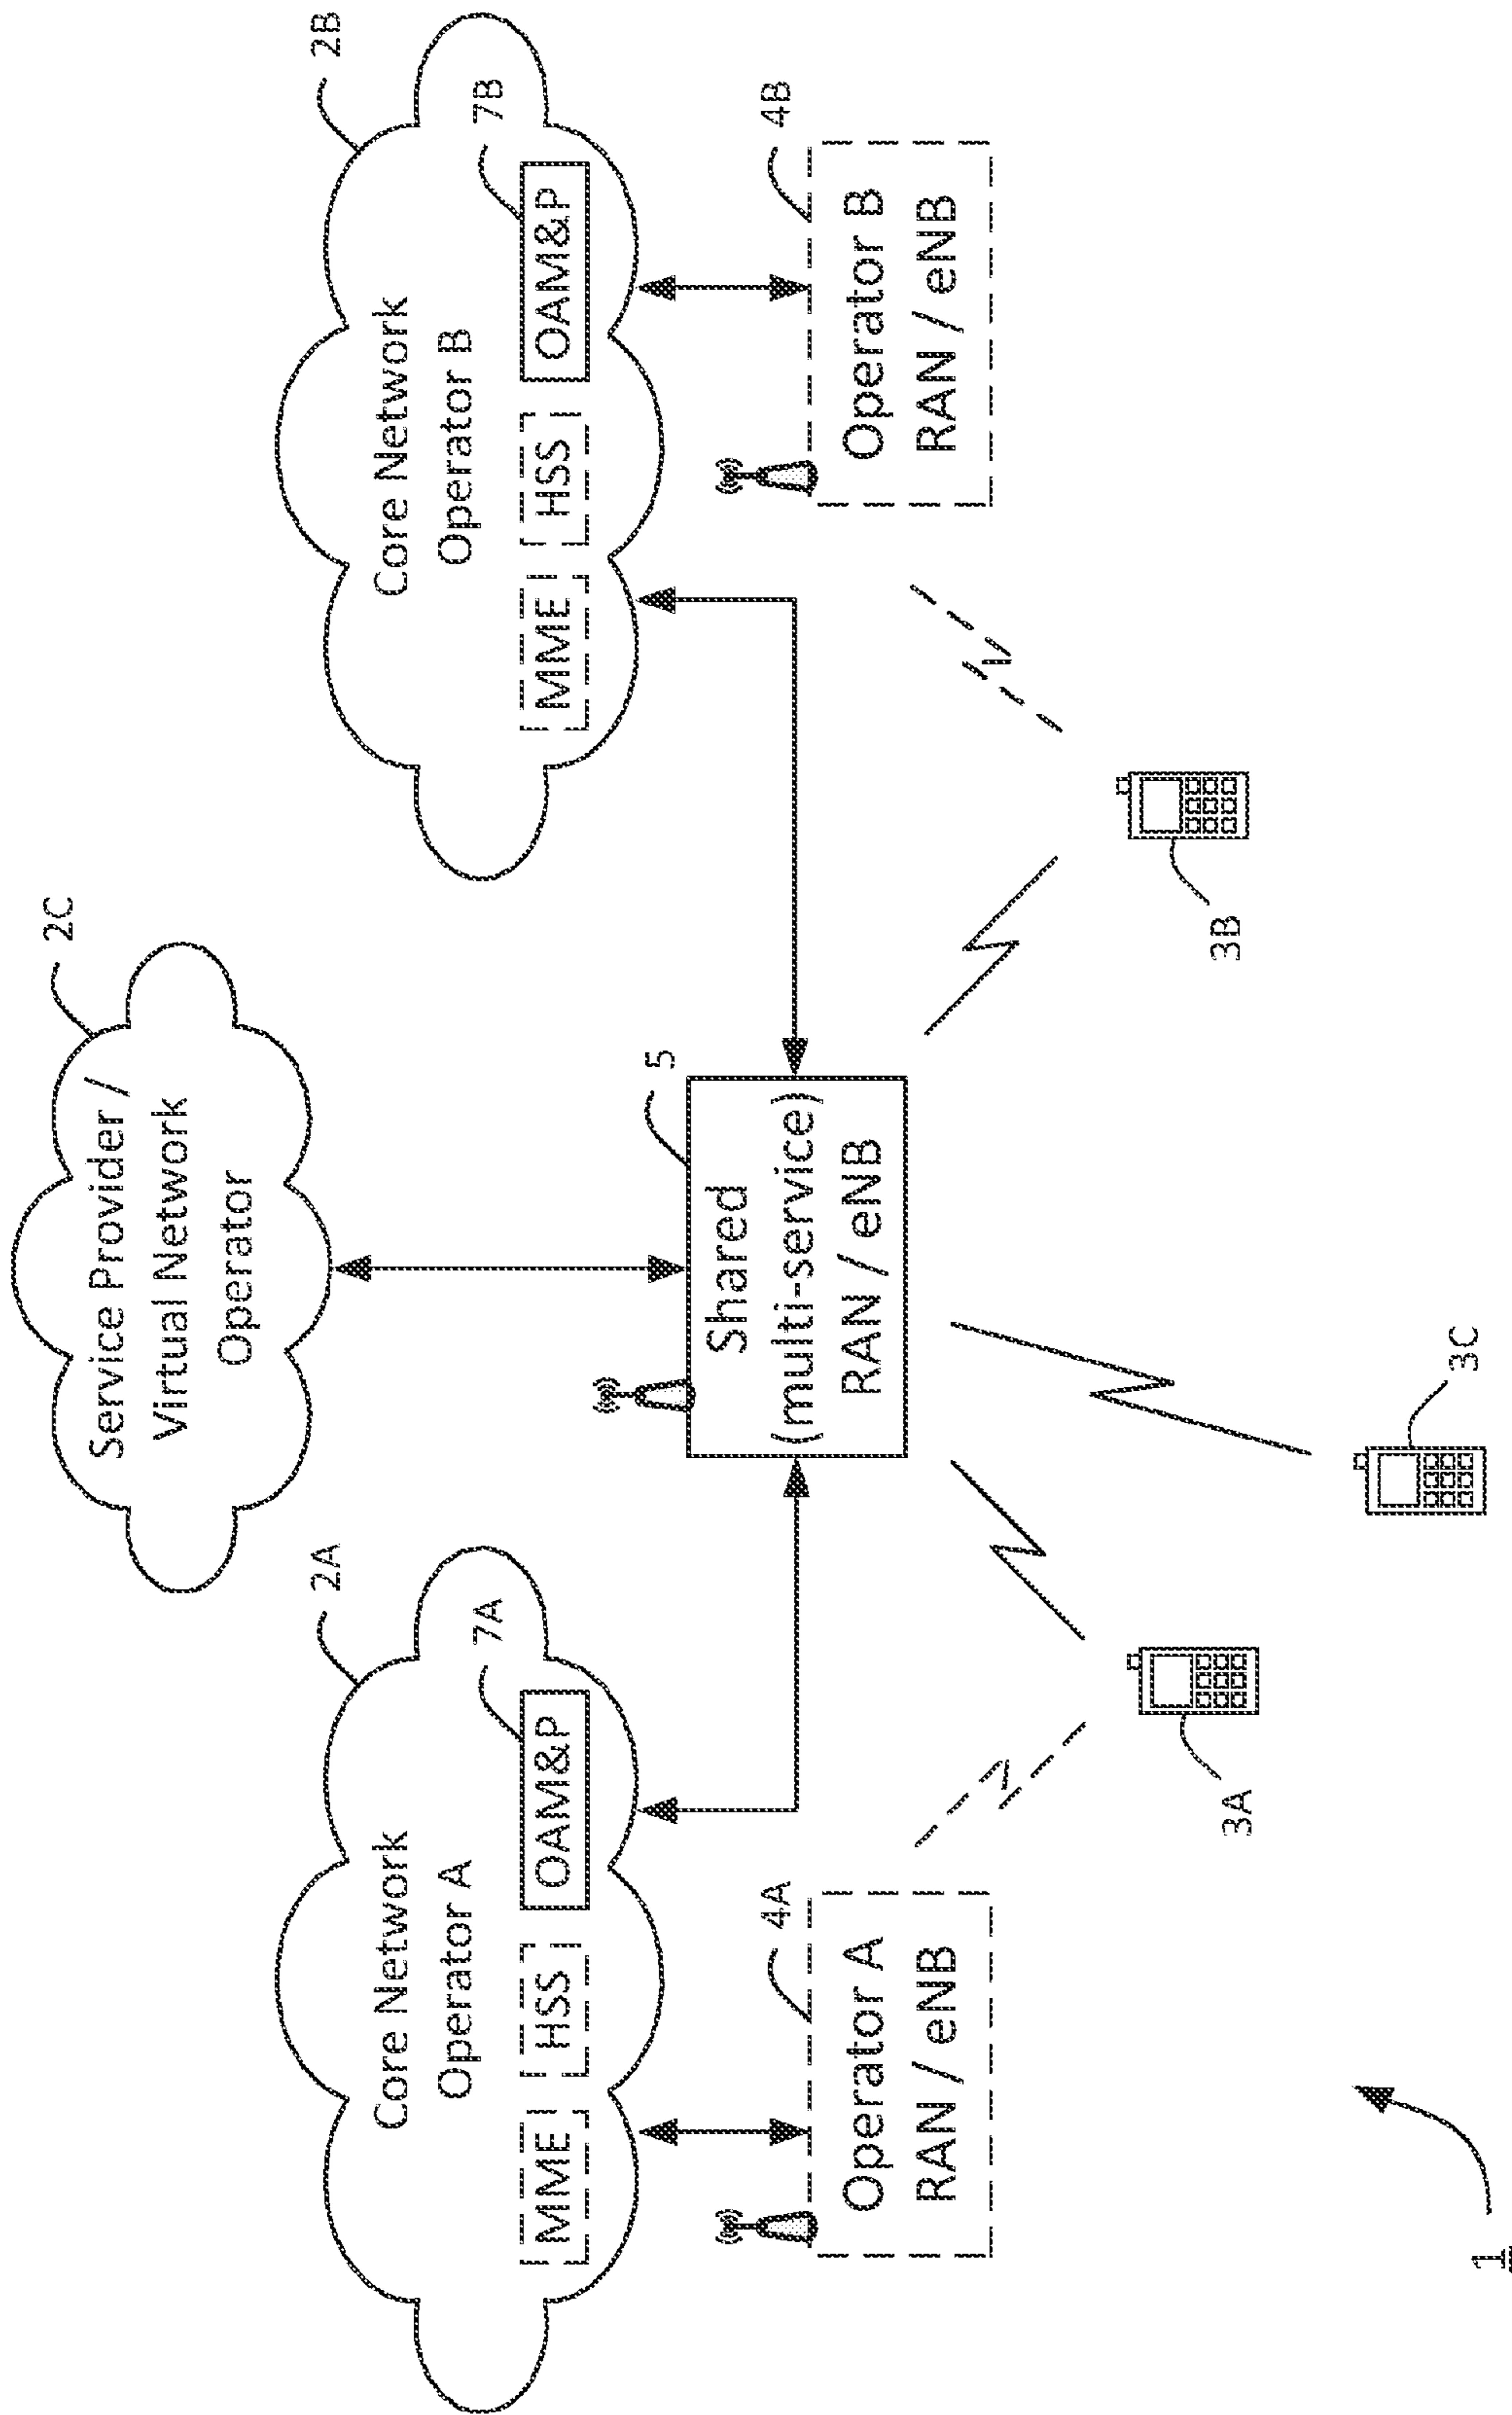 Service Provider /
Virtual Network
Operator
2C
Core Network
Operator A
MME
HSS
OAM&P
7A
2A
Core Network
Operator B
MME
HSS
OAM&P
7B
2B
Shared
(multi-service)
RAN / eNB
5
Operator A
RAN / eNB
4A
Operator B
RAN / eNB
4B
3A
3B
3C
1